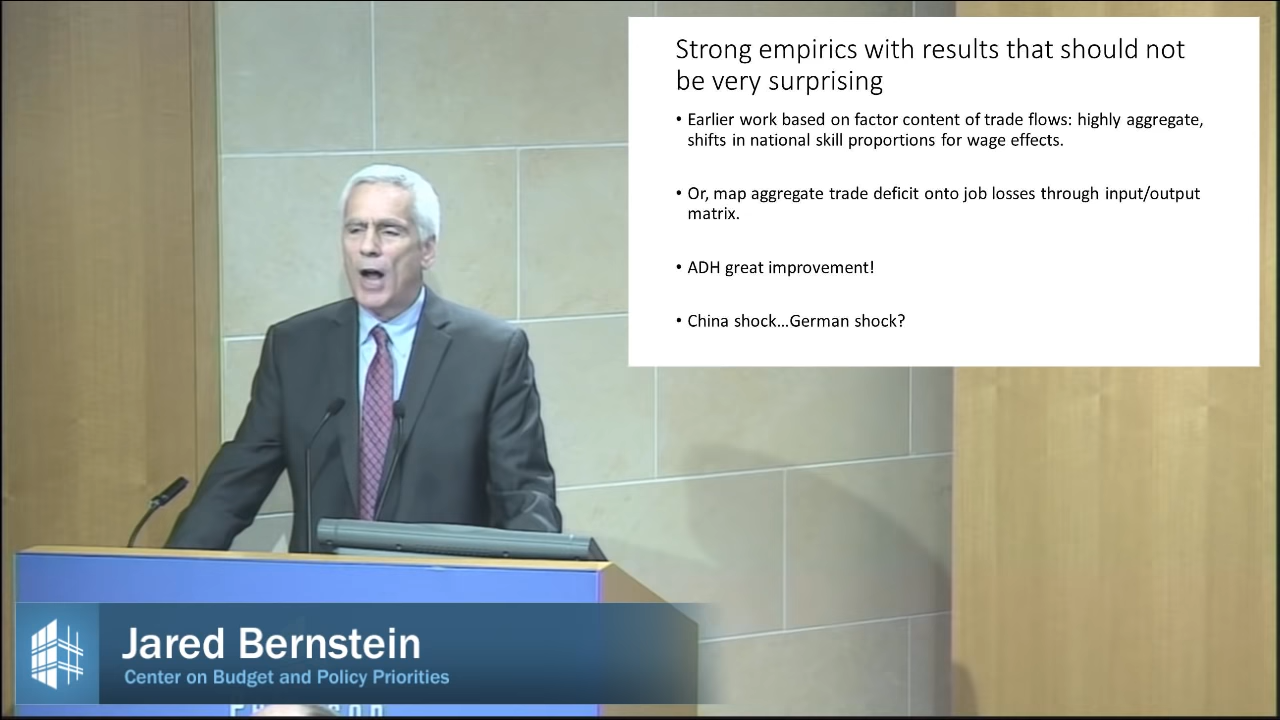 Strong empirics with results that should not
be very surprising
• Earlier work based on factor content of trade flows: highly aggregate,
shifts in national skill proportions for wage effects.
• Or, map aggregate trade deficit onto job losses through input/output
matrix.
• ADH great improvement!
• China shock...German shock?
Jared Bernstein
Center on Budget and Policy Priorities